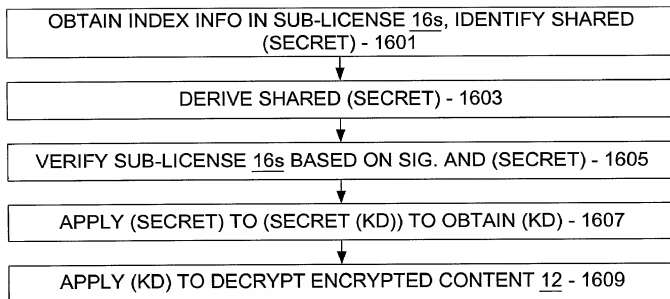 OBTAIN INDEX INFO IN SUB-LICENSE 16s, IDENTIFY SHARED
(SECRET) - 1601
DERIVE SHARED (SECRET) - 1603
VERIFY SUB-LICENSE 16s BASED ON SIG. AND (SECRET) - 1605
APPLY (SECRET) TO (SECRET (KD)) TO OBTAIN (KD) - 1607
APPLY (KD) TO DECRYPT ENCRYPTED CONTENT 12 - 1609